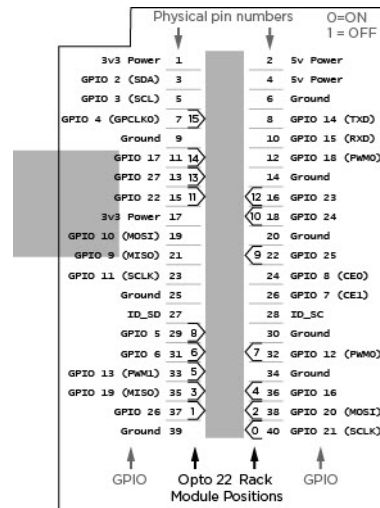 Physical pin numbers 0=ON
1 = OFF
3v3 Power 1 2 5v Power
GPIO 2 (SDA) 3 4 5v Power
GPIO 3 (SCL) 5 6 Ground
GPIO 4 (GPCLK0) 7 15 8 GPIO 14 (TXD)
Ground 9 10 GPIO 15 (RXD)
GPIO 17 11 14 12 GPIO 18 (PWM0)
GPIO 27 13 13 14 Ground
GPIO 22 15 11 12 16 GPIO 23
3v3 Power 17 10 18 GPIO 24
GPIO 10 (MOSI) 19 20 Ground
GPIO 9 (MISO) 21 9 22 GPIO 25
GPIO 11 (SCLK) 23 24 GPIO 8 (CE0)
Ground 25 26 GPIO 7 (CE1)
ID_SD 27 28 ID_SC
GPIO 5 29 8 30 Ground
GPIO 6 31 6 7 32 GPIO 12 (PWM0)
GPIO 13 (PWM1) 33 5 34 Ground
GPIO 19 (MISO) 35 3 4 36 GPIO 16
GPIO 26 37 1 2 38 GPIO 20 (MOSI)
Ground 39 0 40 GPIO 21 (SCLK)
GPIO Opto 22 Rack GPIO
Module Positions